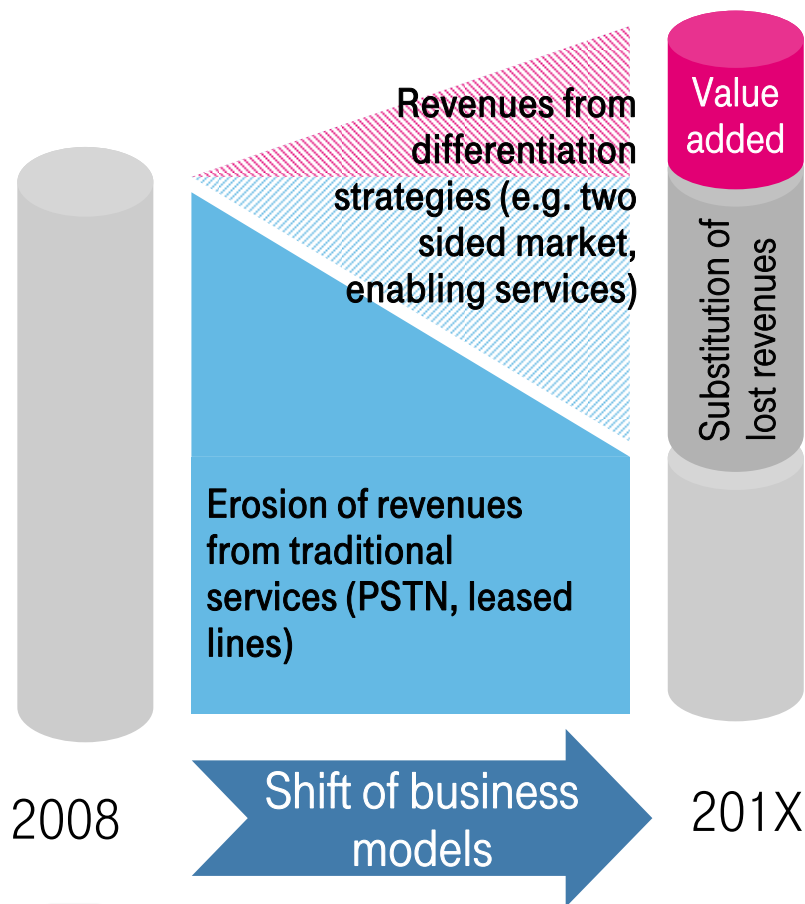 Revenues from
differentiation
strategies (e.g. two
sided market,
enabling services)
Value
added
Substitution of
lost revenues
Erosion of revenues
from traditional
services (PSTN, leased
lines)
2008
Shift of business
models
201X